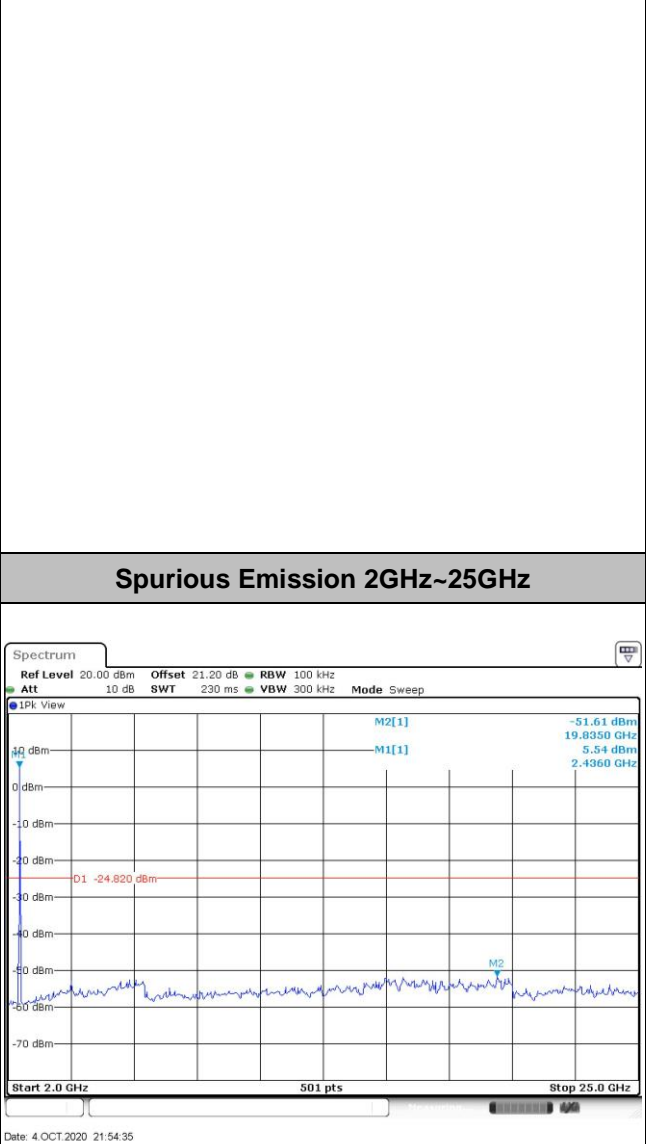 Spurious Emission 2GHz~25GHz
Spectrum
Ref Level 20.00 dBm Offset 21.20 dB RBW 100 kHz
Att 10 dB SWT 230 ms VBW 300 kHz Mode Sweep
1Pk View
M2[1] -51.61 dBm
19.8350 GHz
10 dBm M1[1] 5.54 dBm
M1 2.4360 GHz
0 dBm
-10 dBm
-20 dBm
D1 -24.820 dBm
-30 dBm
-40 dBm
M2
-50 dBm
-60 dBm
-70 dBm
Start 2.0 GHz 501 pts Stop 25.0 GHz
Date: 4.OCT.2020 21:54:35